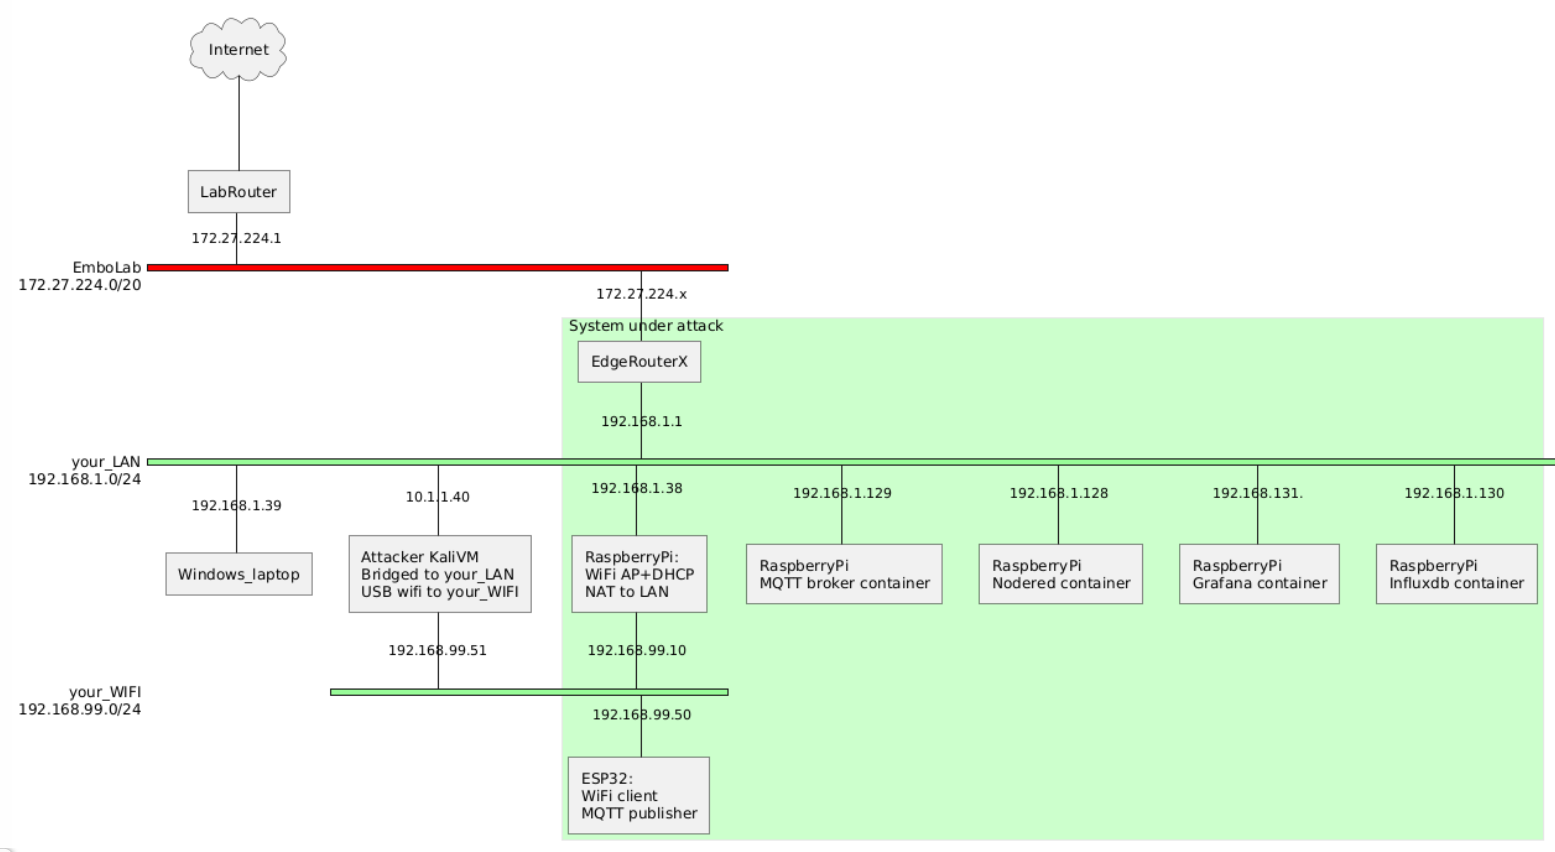 Internet
LabRouter
172.27.224.1
EmboLab
172.27.224.0/20
172.27.224.x
System under attack
EdgeRouterX
192.168.1.1
your_LAN
192.168.1.0/24
192.168.1.39
10.1.1.40
192.168.1.38
192.168.1.129
192.168.1.128
192.168.131.
192.168.1.130
Windows_laptop
Attacker KaliVM
Bridged to your_LAN
USB wifi to your_WIFI
RaspberryPi:
WiFi AP+DHCP
NAT to LAN
RaspberryPi
MQTT broker container
RaspberryPi
Nodered container
RaspberryPi
Grafana container
RaspberryPi
Influxdb container
192.168.99.51
192.168.99.10
your_WIFI
192.168.99.0/24
192.168.99.50
ESP32:
WiFi client
MQTT publisher